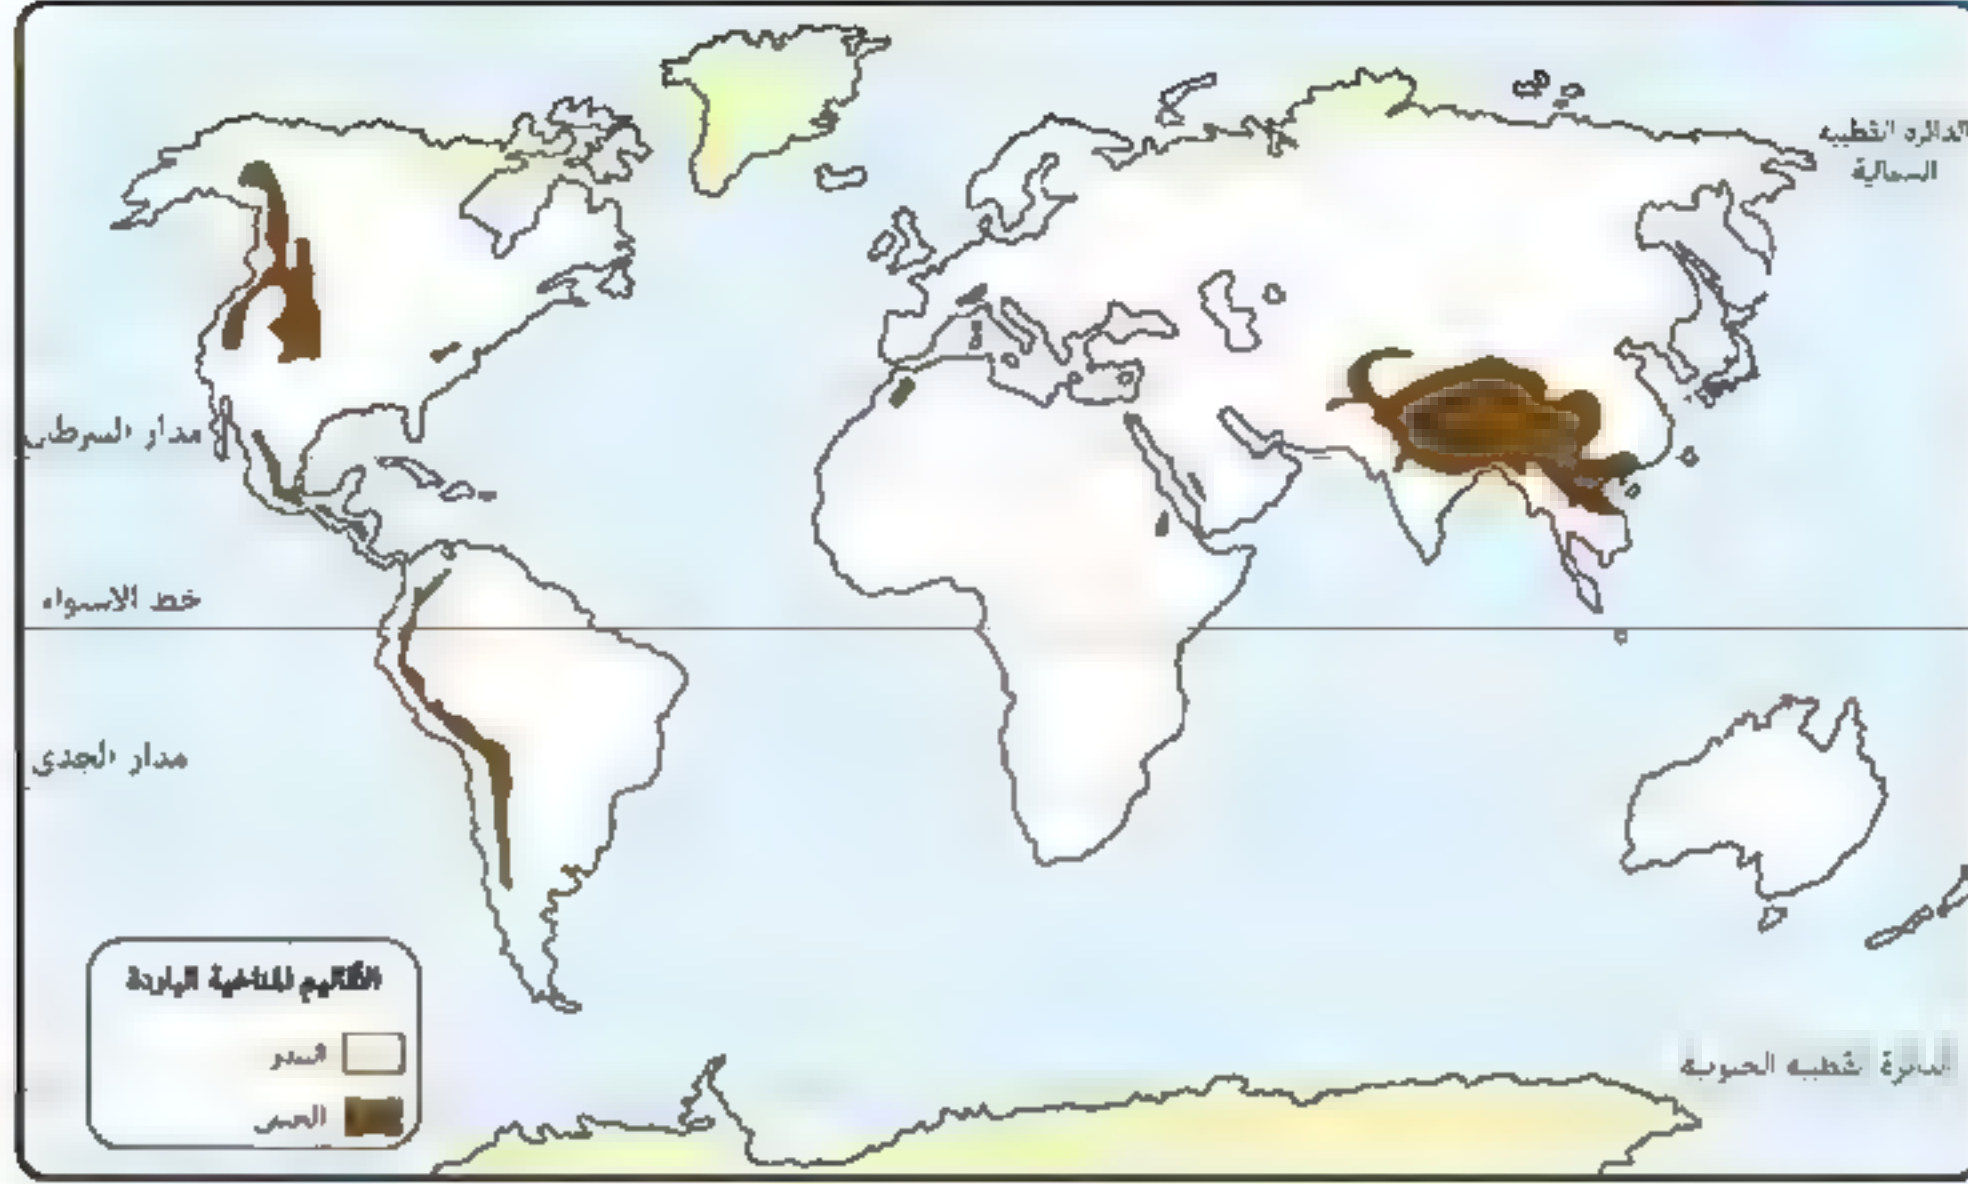 الدائرة القطبية
الشمالية
مدار السرطان
خط الاستواء
مدار الجدي
الأقاليم المناخية الباردة
الدائرة القطبية الجنوبية